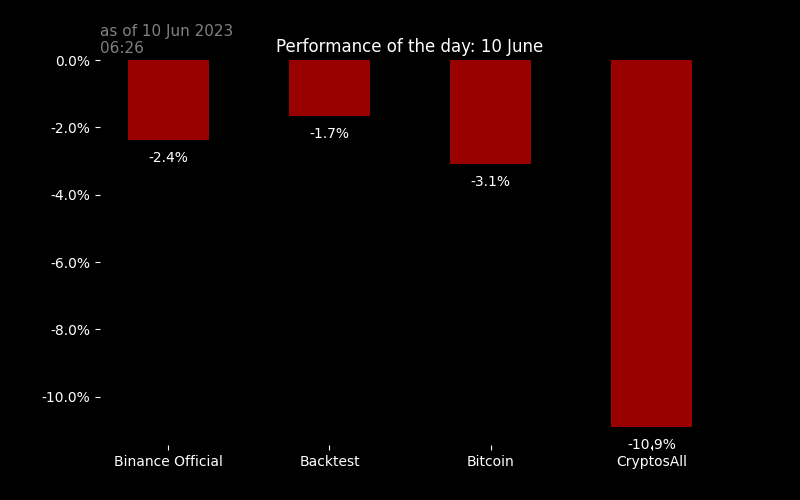 as of 10 Jun 2023
06:26
Performance of the day: 10 June
0.0%
-2.0%
-4.0%
-6.0%
-8.0%
-10.0%
-2.4%
-1.7%
-3.1%
-10.9%
Binance Official
Backtest
Bitcoin
CryptosAll